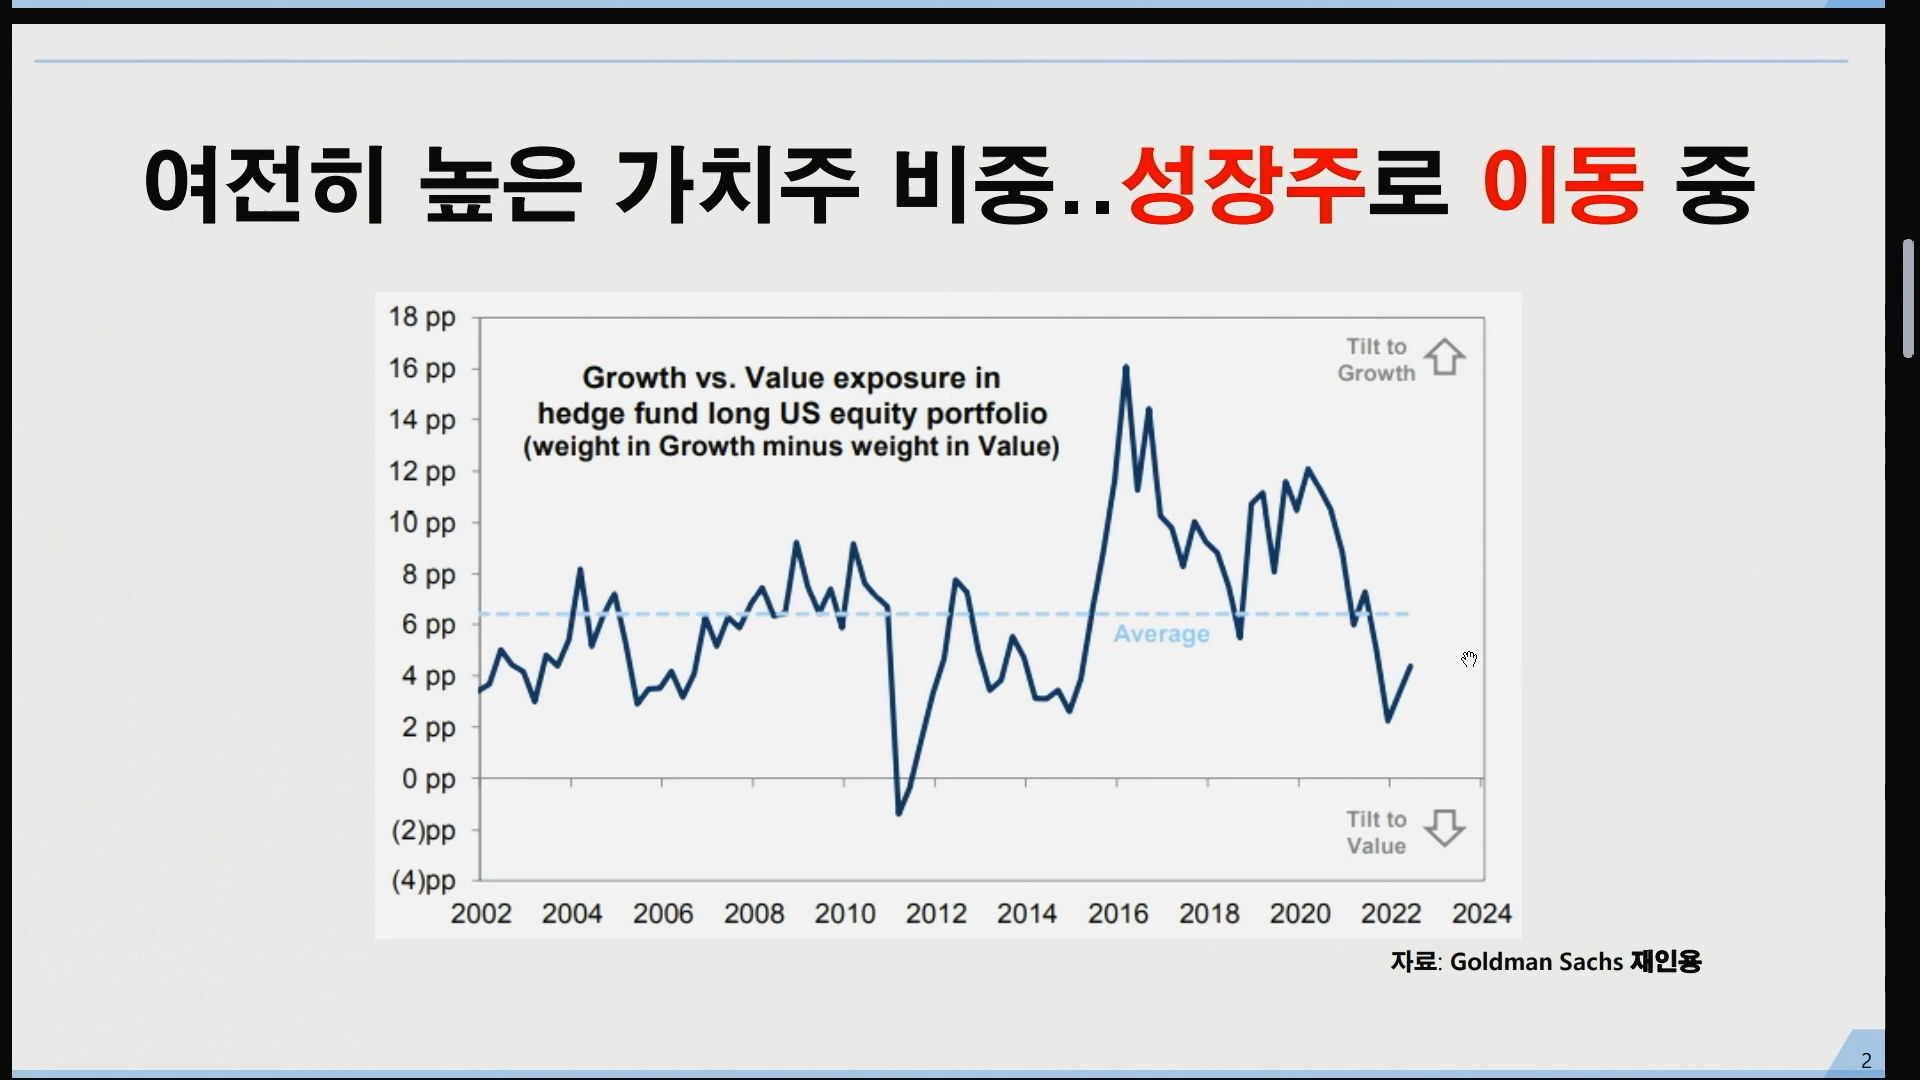 여전히 높은 가치주 비중..성장주로 이동 중
18 pp
16 pp
14 pp
12 pp
10 pp
8 pp
6 pp
4 pp
2 pp
0 pp
(2)pp
(4)pp
Growth vs. Value exposure in
hedge fund long US equity portfolio
(weight in Growth minus weight in Value)
Tilt to
Growth
Average
Tilt to
Value
2002 2004 2006 2008 2010 2012 2014 2016 2018 2020 2022 2024
자료: Goldman Sachs 재인용
2